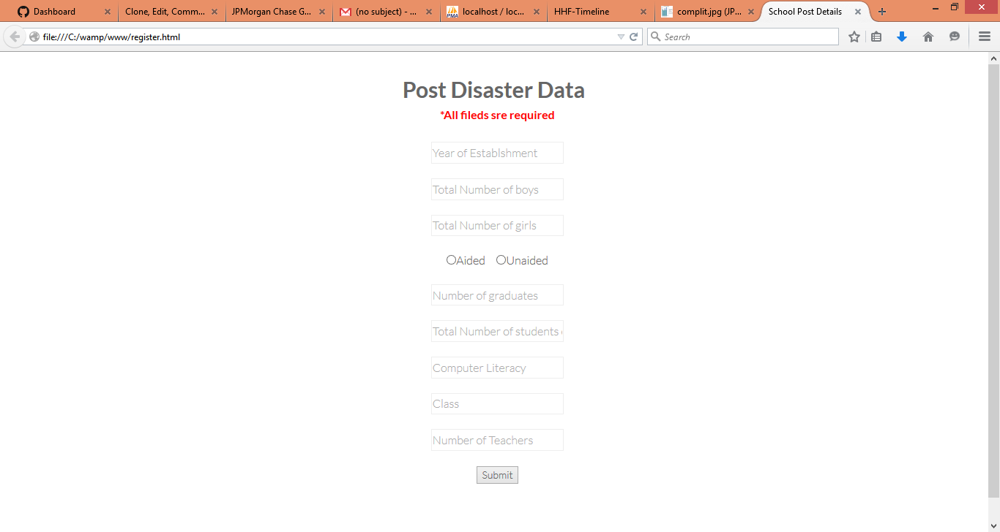 Dashboard
Clone, Edit, Comm...
JPMorgan Chase G...
(no subject) - ...
PMA
localhost / loc...
HHF-Timeline
complit.jpg (JP...
School Post Details
file:///C:/wamp/www/register.html
Search
Post Disaster Data
*All fileds sre required
Year of Establshment
Total Number of boys
Total Number of girls
Aided Unaided
Number of graduates
Total Number of students
Computer Literacy
Class
Number of Teachers
Submit